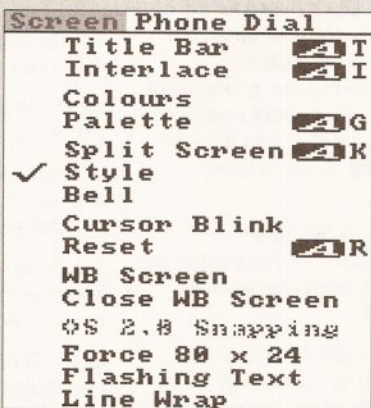 Screen Phone Dial
Title Bar A T
Interlace A I
Colours
Palette A G
Split Screen A K
Style
Bell
Cursor Blink
Reset A R
WB Screen
Close WB Screen
OS 2.0 Snapping
Force 80 x 24
Flashing Text
Line Wrap